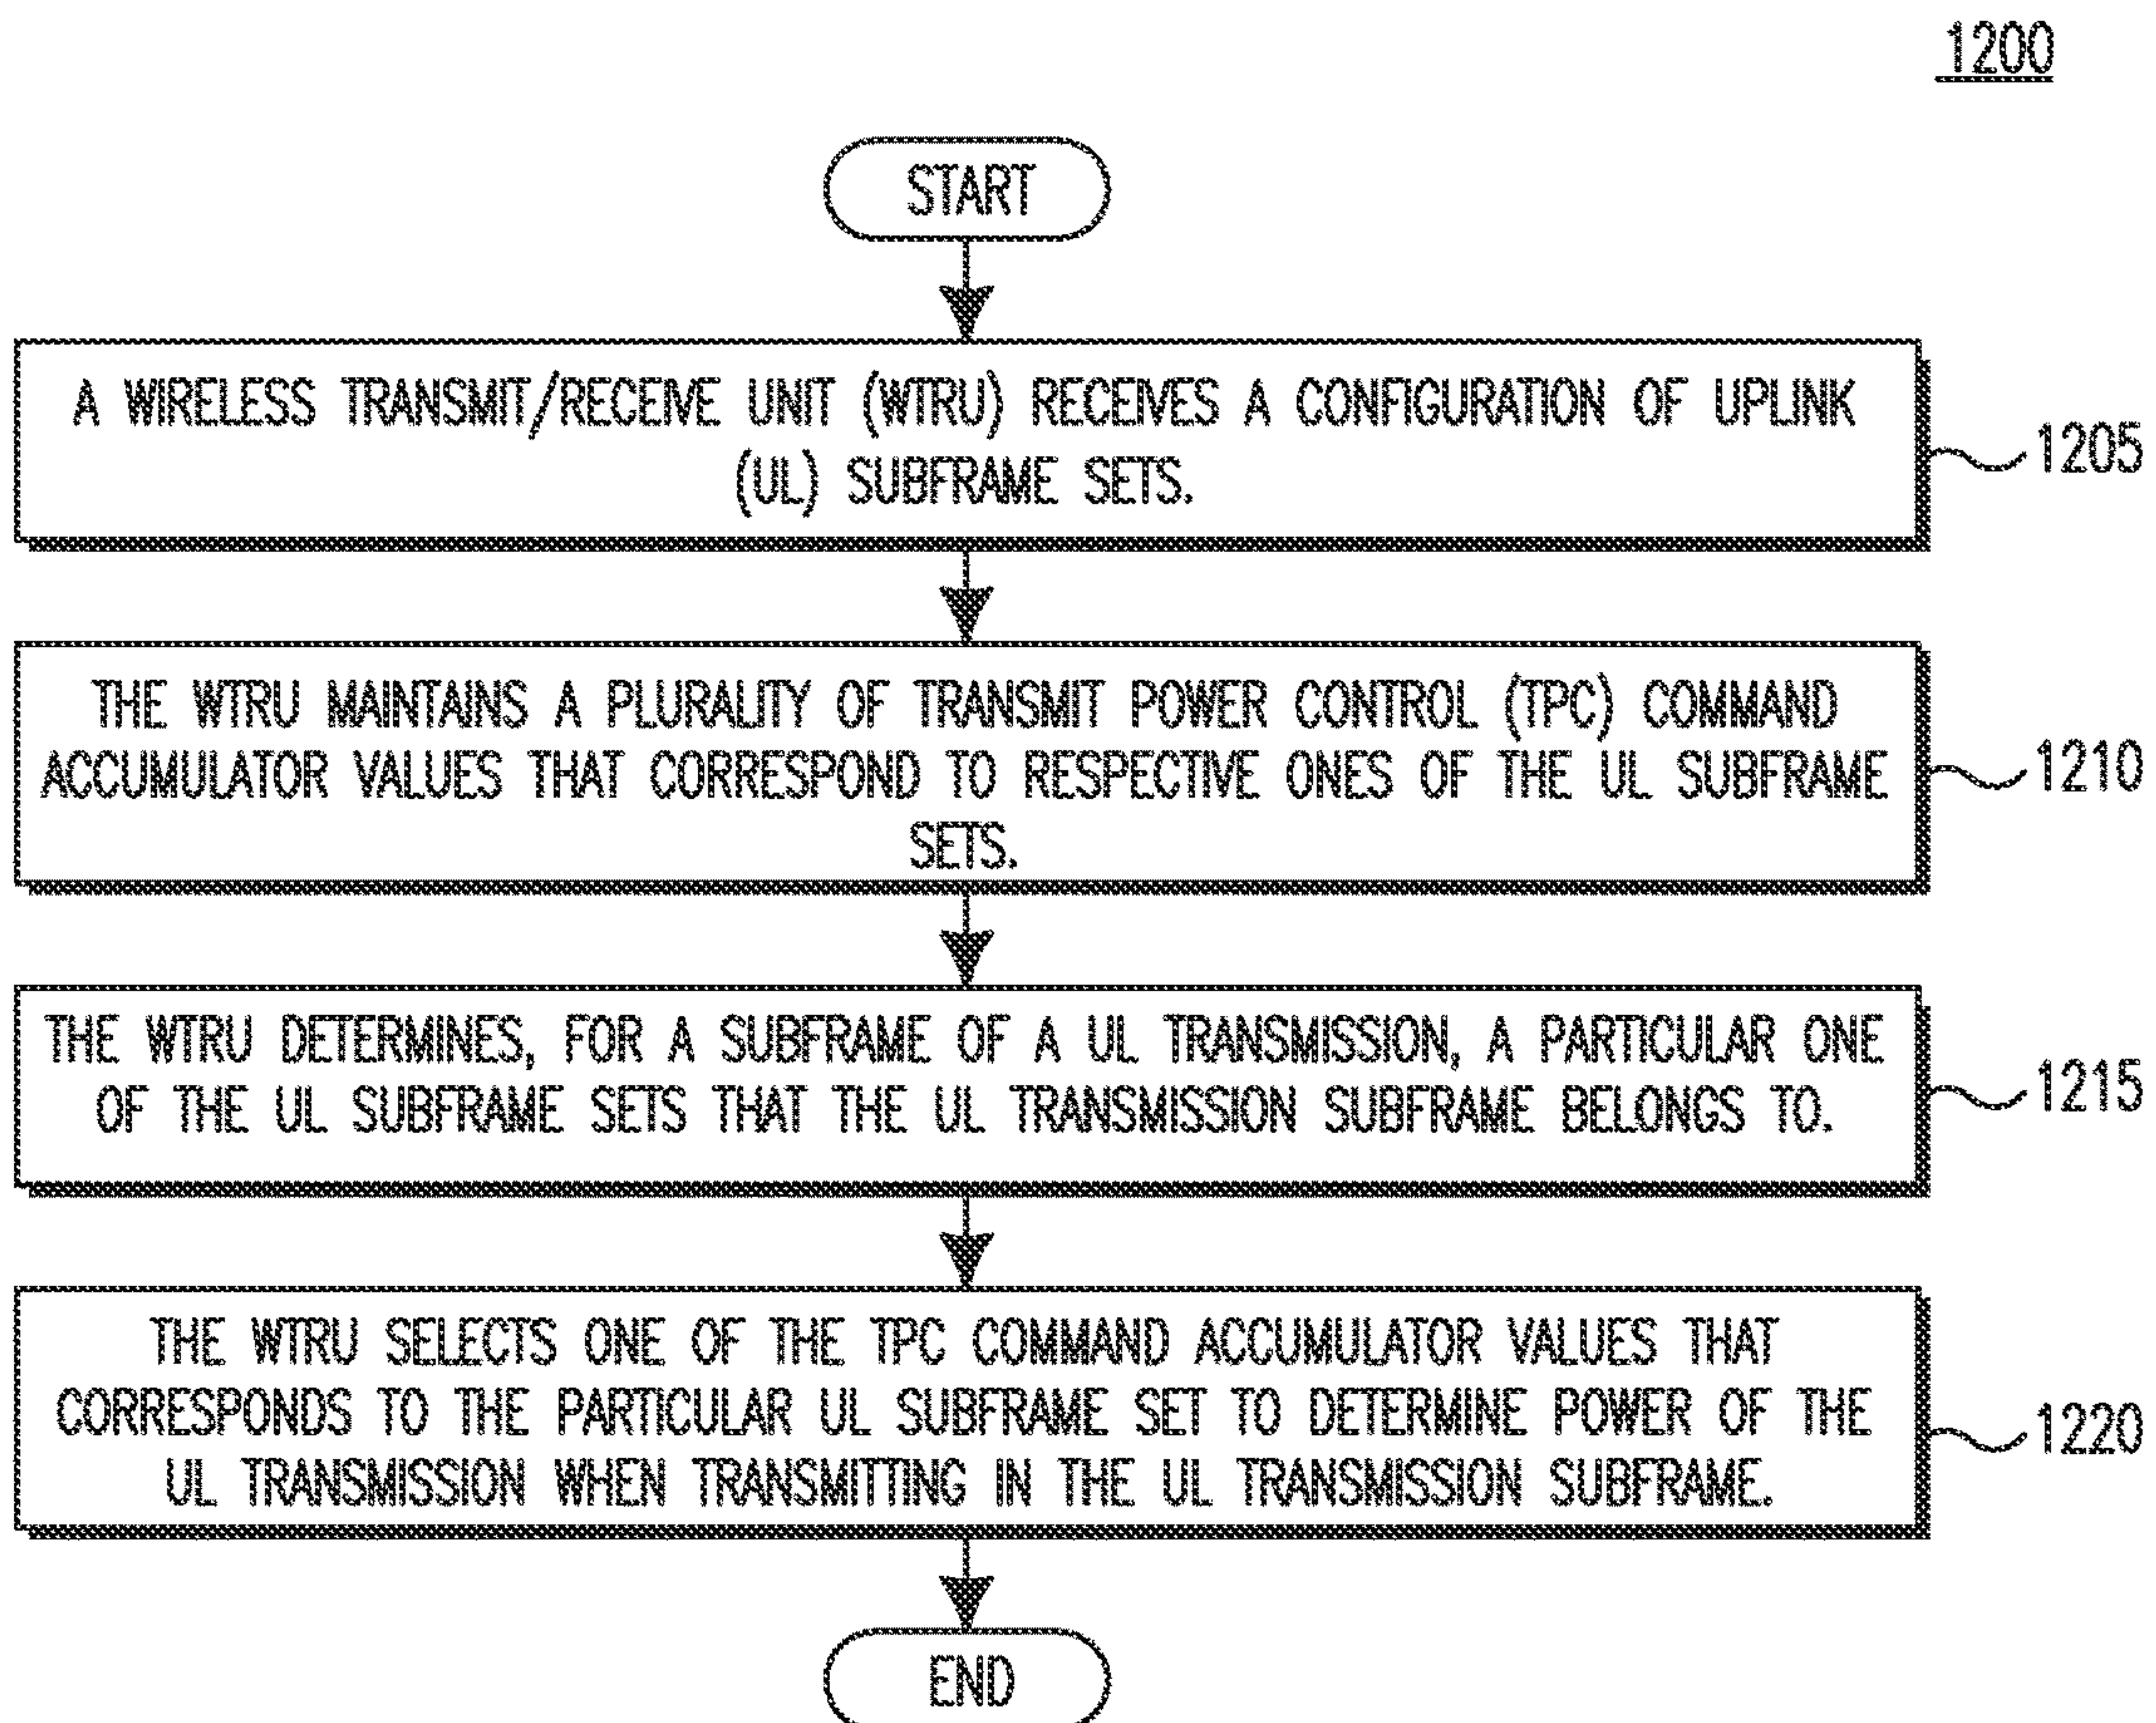 1200
START
A WIRELESS TRANSMIT/RECEIVE UNIT (WTRU) RECEIVES A CONFIGURATION OF UPLINK
(UL) SUBFRAME SETS.
1205
THE WTRU MAINTAINS A PLURALITY OF TRANSMIT POWER CONTROL (TPC) COMMAND
ACCUMULATOR VALUES THAT CORRESPOND TO RESPECTIVE ONES OF THE UL SUBFRAME
SETS.
1210
THE WTRU DETERMINES, FOR A SUBFRAME OF A UL TRANSMISSION, A PARTICULAR ONE
OF THE UL SUBFRAME SETS THAT THE UL TRANSMISSION SUBFRAME BELONGS TO.
1215
THE WTRU SELECTS ONE OF THE TPC COMMAND ACCUMULATOR VALUES THAT
CORRESPONDS TO THE PARTICULAR UL SUBFRAME SET TO DETERMINE POWER OF THE
UL TRANSMISSION WHEN TRANSMITTING IN THE UL TRANSMISSION SUBFRAME.
1220
END